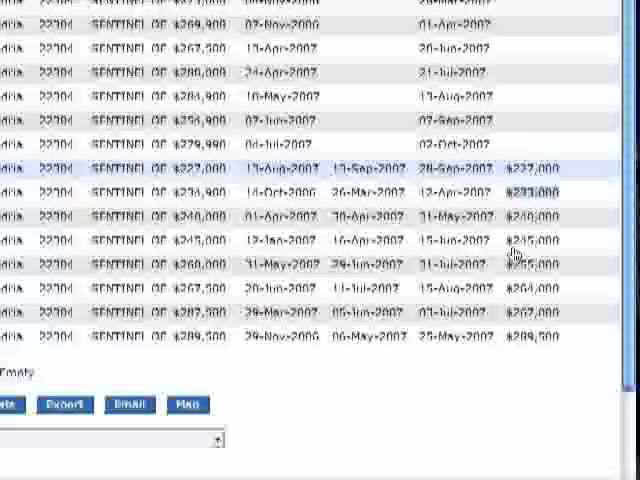 dria 22304 SENTINEL OF $269,900 07-Nov-2006 01-Apr-2007
dria 22304 SENTINEL OF $267,500 13-Apr-2007 20-Jun-2007
dria 22304 SENTINEL OF 24-Apr-2007 21-Jul-2007
dria 22304 SENTINEL OF $284,900 10-May-2007 13-Aug-2007
dria 22304 SENTINEL OF $254,900 07-Jun-2007 07-Sep-2007
dria 22304 SENTINEL OF $279,990 04-Jul-2007 02-Oct-2007
dria 22304 SENTINEL OF $227,000 13-Aug-2007 13-Sep-2007 28-Sep-2007 $227,000
dria 22304 SENTINEL OF $234,900 14-Oct-2006 26-Mar-2007 12-Apr-2007 $233,000
dria 22304 SENTINEL OF $240,000 01-Apr-2007 30-Apr-2007 31-May-2007 $240,000
dria 22304 SENTINEL OF $245,000 12-Jan-2007 16-Apr-2007 15-Jun-2007 $245,000
dria 22304 SENTINEL OF $260,000 31-May-2007 29-Jun-2007 31-Jul-2007 $255,000
dria 22304 SENTINEL OF $267,500 20-Jun-2007 11-Jul-2007 15-Aug-2007 $264,000
dria 22304 SENTINEL OF $287,500 29-Mar-2007 05-Jun-2007 03-Jul-2007 $267,000
dria 22304 SENTINEL OF $289,500 29-Nov-2006 06-May-2007 25-May-2007 $289,500
Empty
Export Email Map